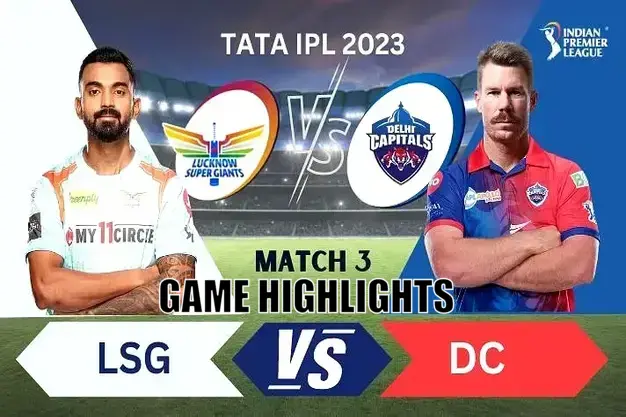 TATA IPL 2023
INDIAN
PREMIER
LEAGUE
LUCKNOW
SUPER GIANTS
VS
DELHI
CAPITALS
MY11CIRCLE
MATCH 3
GAME HIGHLIGHTS
LSG
VS
DC